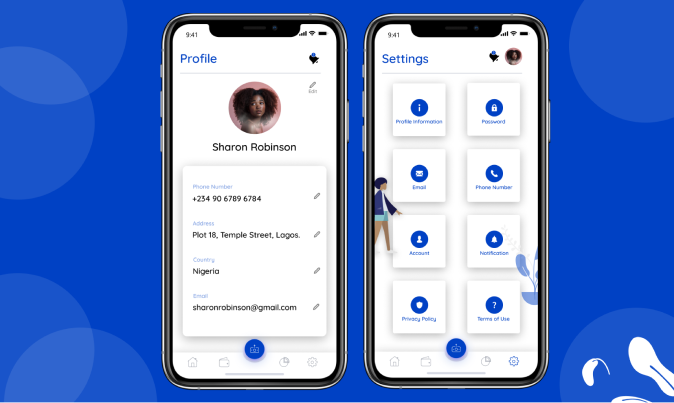 9:41
Profile
Edit
Sharon Robinson
Phone Number
+234 90 6789 6784
Address
Plot 18, Temple Street, Lagos.
Country
Nigeria
Email
sharonrobinson@gmail.com
9:41
Settings
Profile Information
Password
Email
Phone Number
Account
Notification
Privacy Policy
Terms of Use